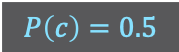 P(c) = 0.5